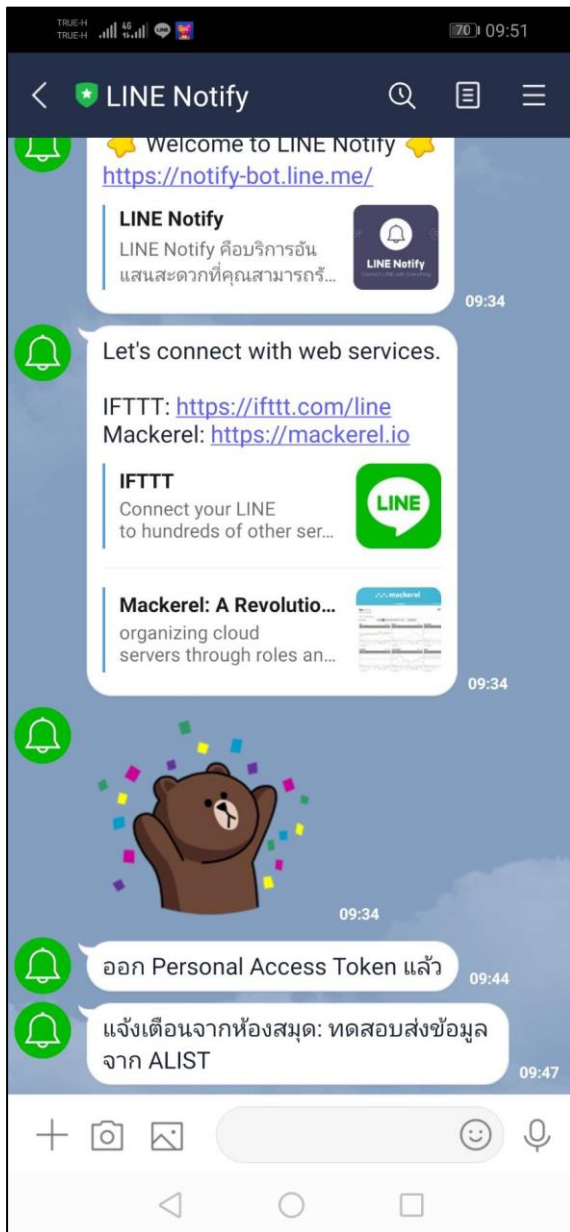 TRUE-H
TRUE-H
4G
70
09:51
LINE Notify
Welcome to LINE Notify
https://notify-bot.line.me/
LINE Notify
LINE Notify คือบริการอัน
แสนสะดวกที่คุณสามารถรั...
LINE Notify
09:34
Let's connect with web services.
IFTTT: https://ifttt.com/line
Mackerel: https://mackerel.io
IFTTT
Connect your LINE
to hundreds of other ser...
LINE
Mackerel: A Revolutio...
organizing cloud
servers through roles an...
mackerel
09:34
09:34
ออก Personal Access Token แล้ว
09:44
แจ้งเตือนจากห้องสมุด: ทดสอบส่งข้อมูล
จาก ALIST
09:47